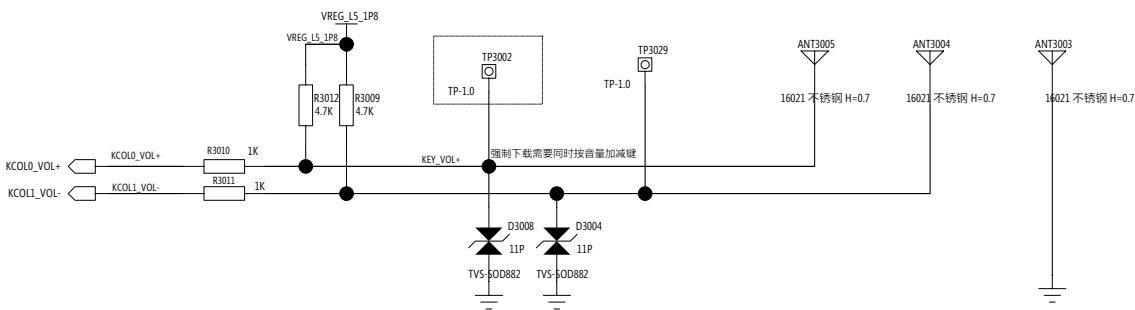 VREG_L5_1P8
VREG_L5_1P8
TP3002
TP3029
ANT3005
ANT3004
ANT3003
TP-1.0
TP-1.0
R3012
4.7K
R3009
4.7K
16021 不锈钢 H=0.7
16021 不锈钢 H=0.7
16021 不锈钢 H=0.7
KCOL0_VOL+
KCOL0_VOL+
R3010
1K
KEY_VOL+
强制下载需要同时按音量加减键
KCOL1_VOL-
KCOL1_VOL-
R3011
1K
D3008
11P
TVS-SOD882
D3004
11P
TVS-SOD882